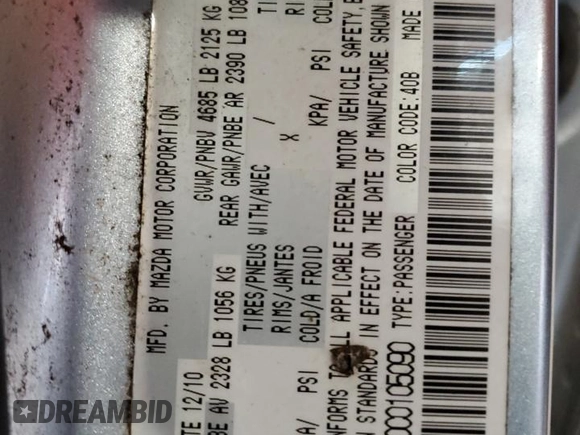 MFD. BY MAZDA MOTOR CORPORATION
12/10 GVWR/PNBV 4685 LB 2125 KG
AV 2328 LB 1056 KG REAR GAWR/PNBE AR 2390 LB
TIRES/PNEUS WITH/AVEC /
RIMS/JANTES X
KPA/ PSI COLD/A FROID KPA/ PSI
ALL APPLICABLE FEDERAL MOTOR VEHICLE SAFETY
STANDARDS IN EFFECT ON THE DATE OF MANUFACTURE SHOWN
00105090 TYPE:PASSENGER COLOR CODE:40B MADE
DREAMBID